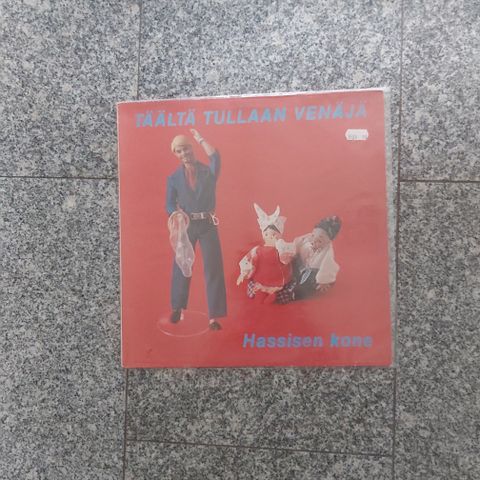 TÄÄLTÄ TULLAAN VENÄJÄ
Hassisen kone